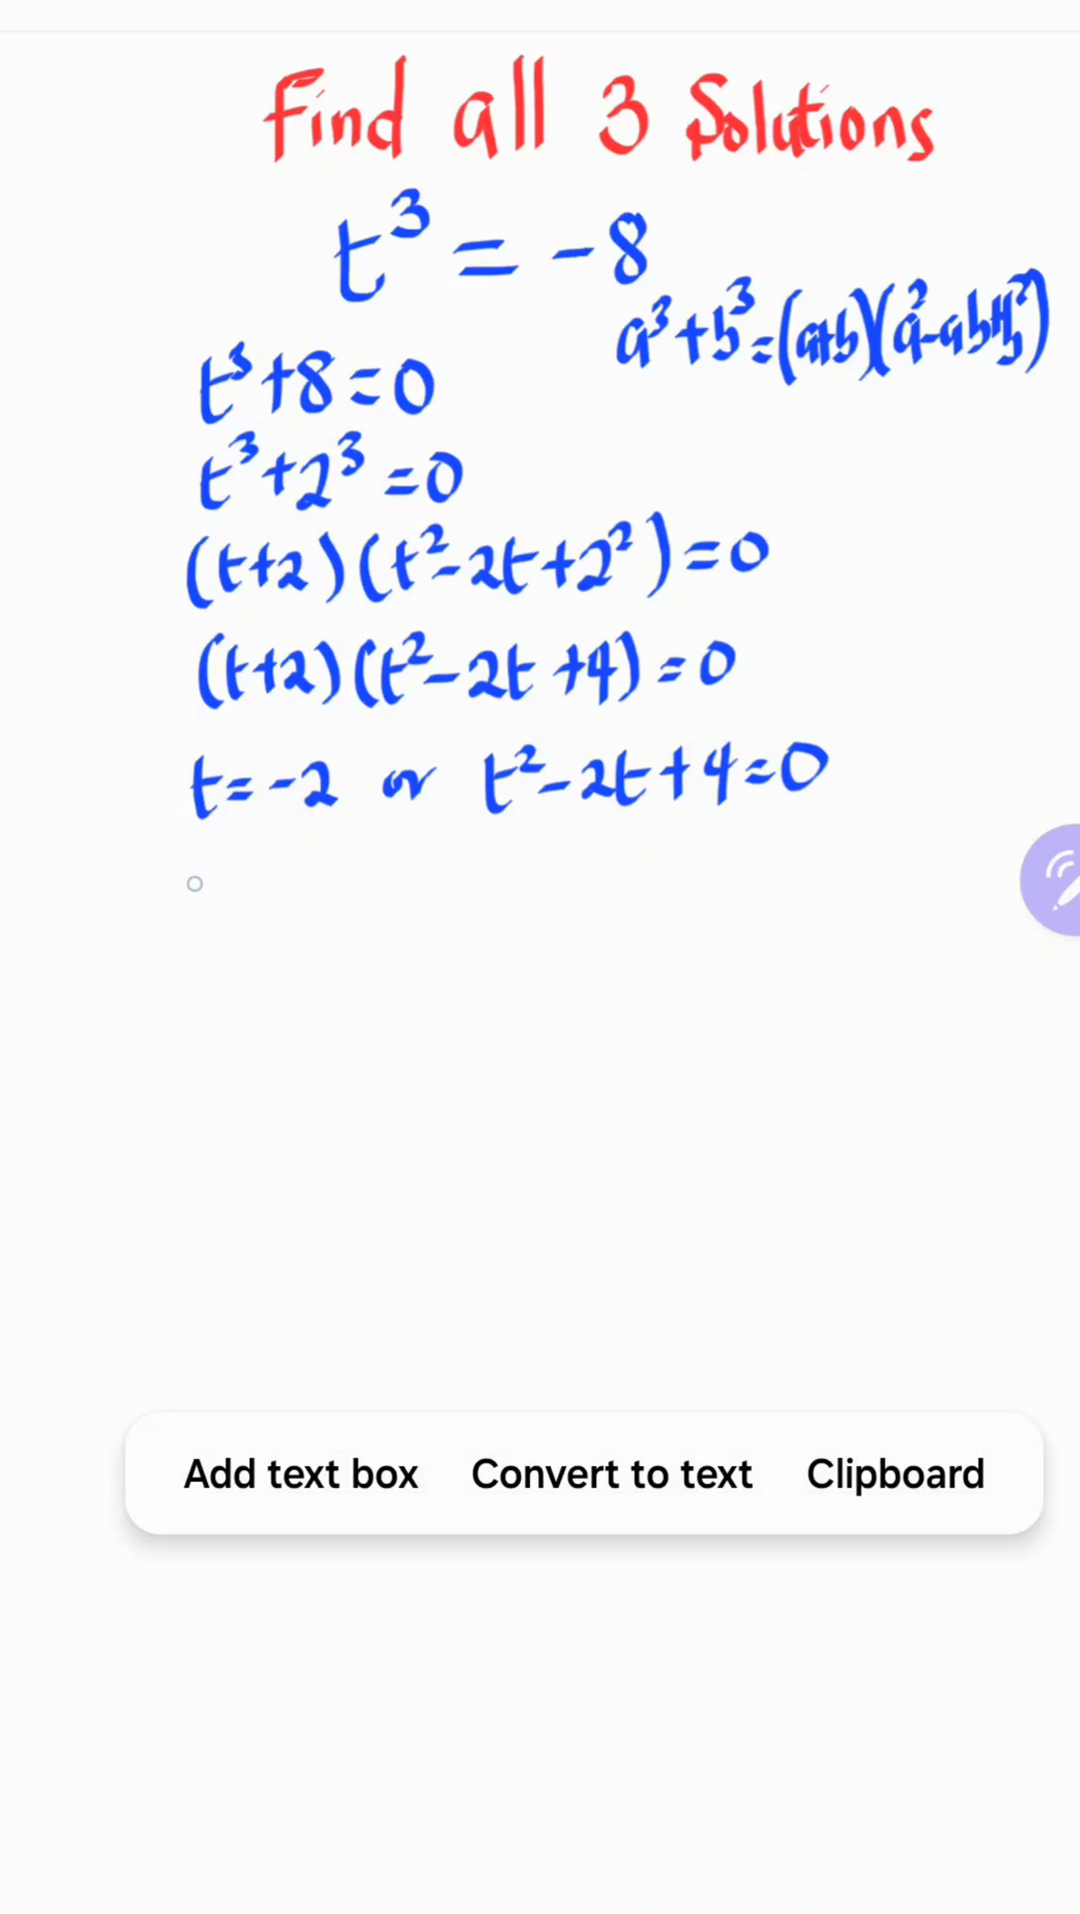 Find all 3 Solutions
t³ = -8
a³+b³=(a+b)(a²-ab+b²)
t³+8=0
t³+2³=0
(t+2)(t²-2t+2²)=0
(t+2)(t²-2t+4)=0
t=-2 or t²-2t+4=0
Add text box Convert to text Clipboard